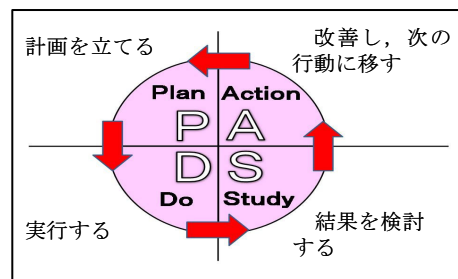 計画を立てる
改善し，次の
行動に移す
Plan
Action
P
A
D
S
Do
Study
実行する
結果を検討
する